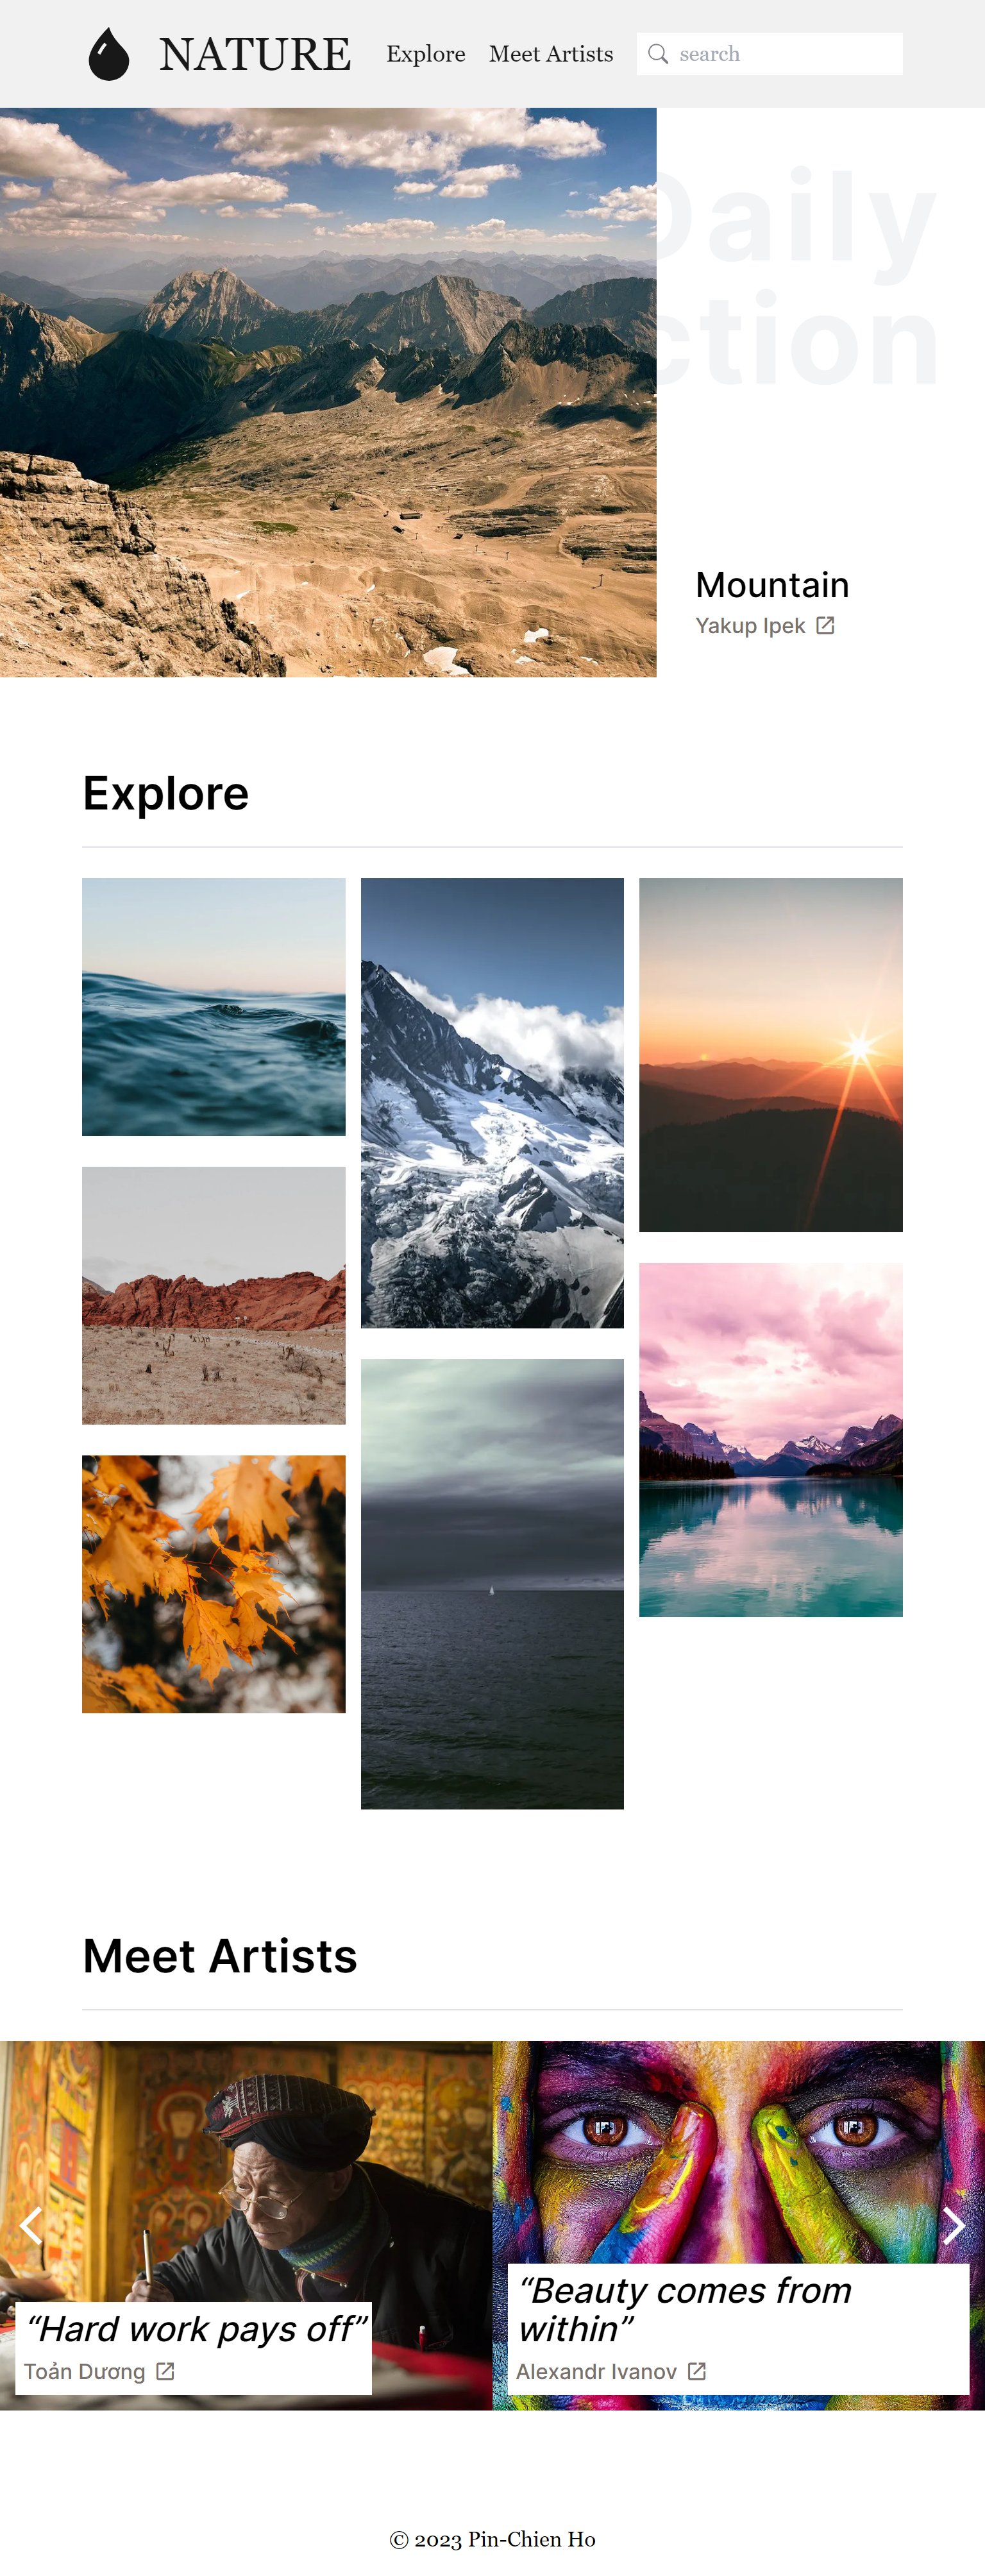 NATURE
Explore
Meet Artists
search
Daily
ction
Mountain
Yakup Ipek
Explore
Meet Artists
“Hard work pays off”
Toản Dương
“Beauty comes from
within”
Alexandr Ivanov
© 2023 Pin-Chien Ho